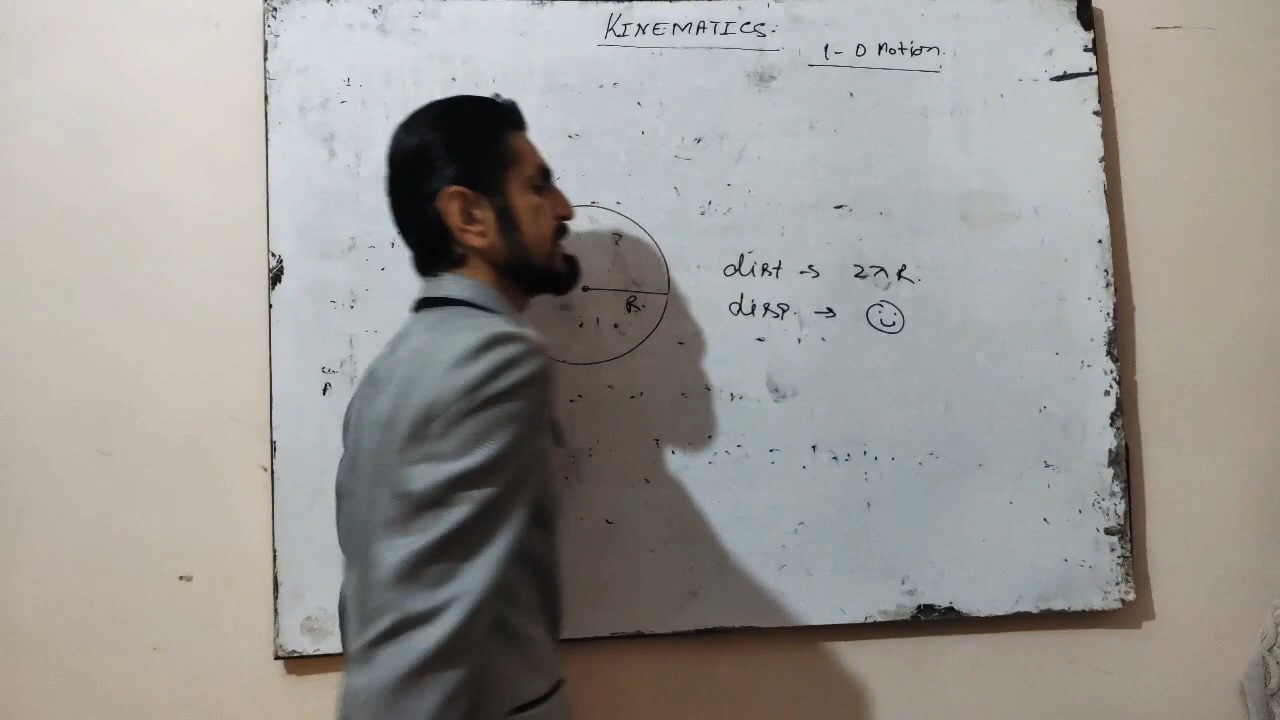 KINEMATICS:
1-D Motion.
R.
dist → 2πR.
disp. →